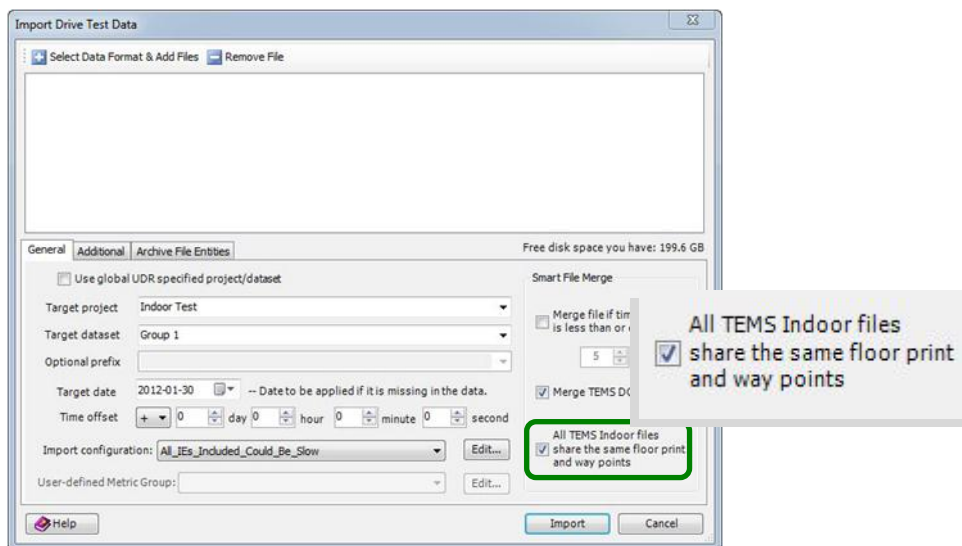 Import Drive Test Data
Select Data Format & Add Files Remove File
General Additional Archive File Entities
Free disk space you have: 199.6 GB
Use global UDR specified project/dataset
Target project Indoor Test
Target dataset Group 1
Optional prefix
Target date 2012-01-30 -- Date to be applied if it is missing in the data.
Time offset + 0 day 0 hour 0 minute 0 second
Import configuration: All_IEs_Included_Could_Be_Slow Edit...
User-defined Metric Group: Edit...
Smart File Merge
Merge file if
is less than or
5
Merge TEMS
All TEMS Indoor files
share the same floor print
and way points
All TEMS Indoor files
share the same floor print
and way points
Help
Import Cancel